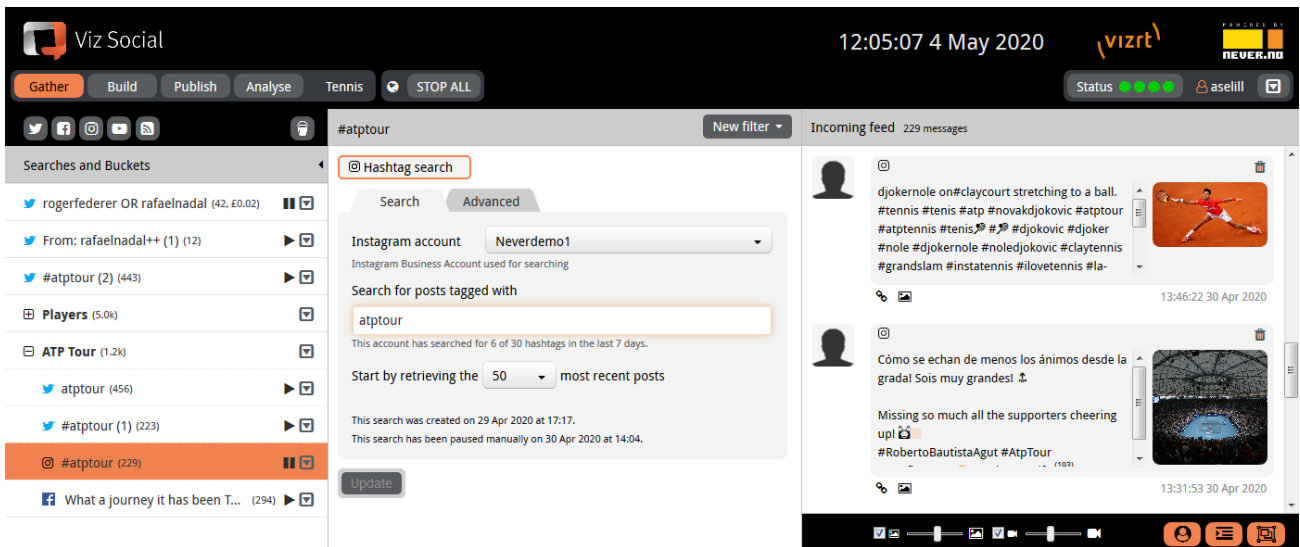 Viz Social
12:05:07 4 May 2020
vizrt
POWERED BY
never.no
Gather
Build
Publish
Analyse
Tennis
STOP ALL
Status
aselill
#atptour
New filter
Incoming feed 229 messages
Searches and Buckets
rogerfederer OR rafaelnadal (42, £0.02)
From: rafaelnadal++ (1) (12)
#atptour (2) (443)
Players (5.0k)
ATP Tour (1.2k)
atptour (456)
#atptour (1) (223)
#atptour (229)
What a journey it has been T... (294)
Hashtag search
Search
Advanced
Instagram account
Neverdemo1
Instagram Business Account used for searching
Search for posts tagged with
atptour
This account has searched for 6 of 30 hashtags in the last 7 days.
Start by retrieving the 50 most recent posts
This search was created on 29 Apr 2020 at 17:17.
This search has been paused manually on 30 Apr 2020 at 14:04.
Update
djokernole on#claycourt stretching to a ball.
#tennis #tenis #atp #novakdjokovic #atptour
#atptennis #tenis🎾 #🎾 #djokovic #djoker
#nole #djokernole #noledjokovic #claytennis
#grandslam #instatennis #ilovetennis #la-
13:46:22 30 Apr 2020
Cómo se echan de menos los ánimos desde la
grada! Sois muy grandes!
Missing so much all the supporters cheering
up!
#RobertoBautistaAgut #AtpTour
(193)
13:31:53 30 Apr 2020